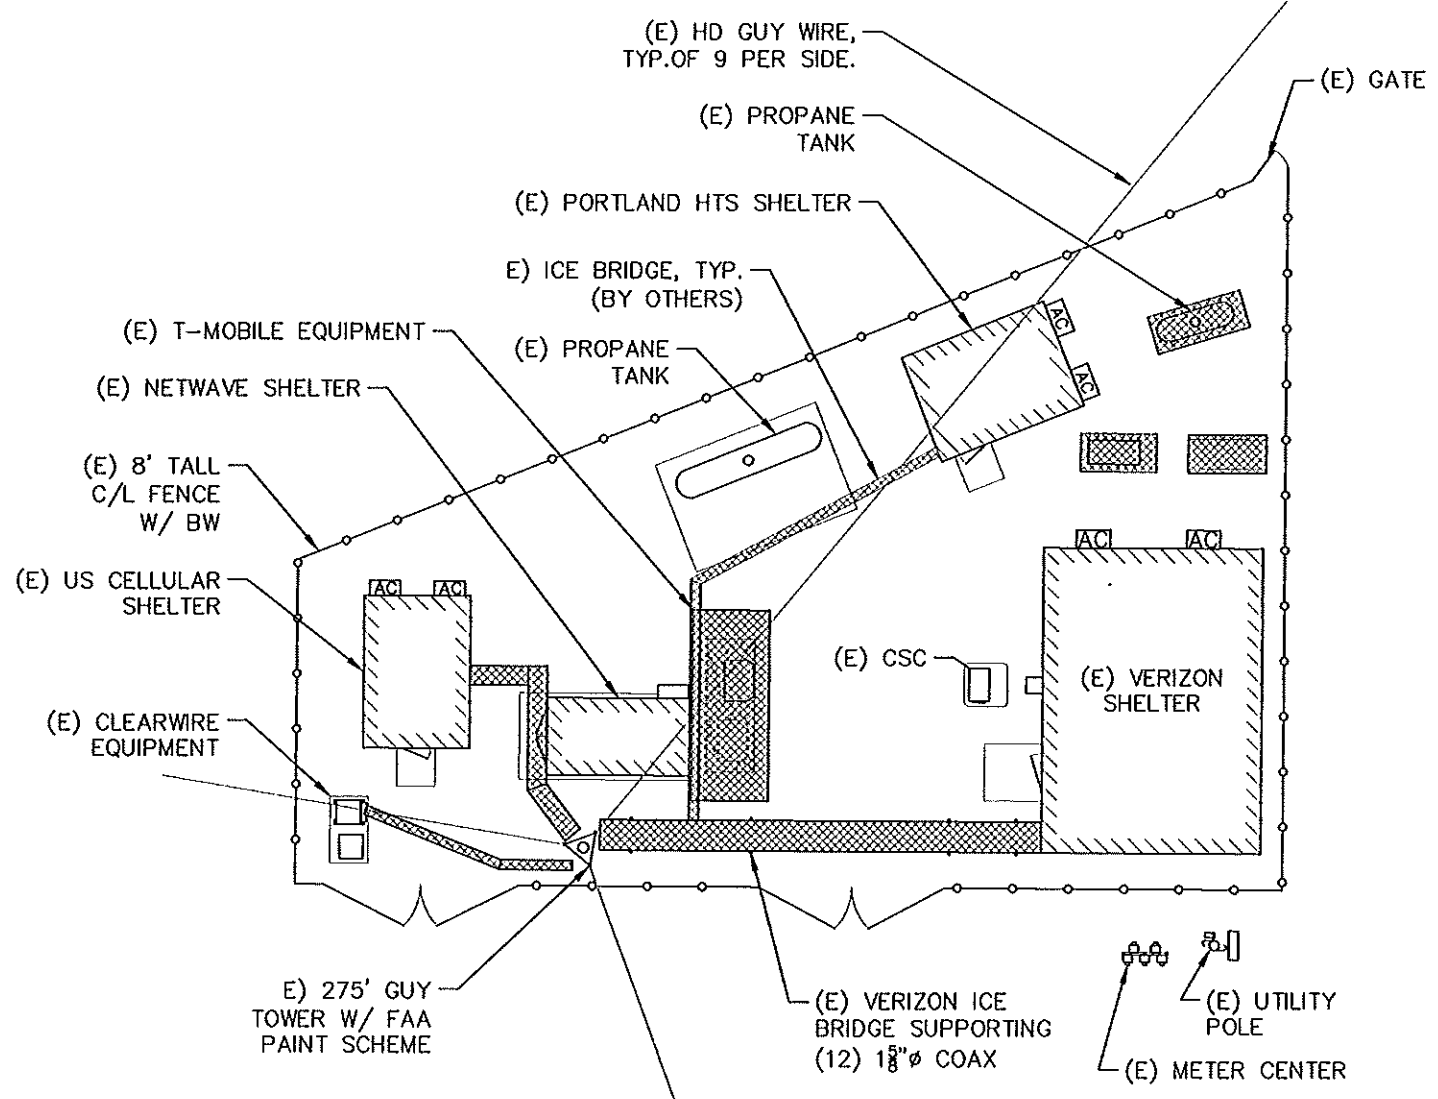 (E) HD GUY WIRE,
TYP.OF 9 PER SIDE.
(E) GATE
(E) PROPANE
TANK
(E) PORTLAND HTS SHELTER
E) ICE BRIDGE, TYP.
(BY OTHERS)
(E) T-MOBILE EQUIPMENT
(E) PROPANE
TANK
(E) NETWAVE SHELTER
(E) 8' TALL
C/L FENCE
W/ BW
(E) US CELLULAR
SHELTER
(E) CLEARWIRE
EQUIPMENT
AC
AC
AC
AC
AC
AC
(E) CSC
(E) VERIZON
SHELTER
E) 275' GUY
TOWER W/ FAA
PAINT SCHEME
(E) VERIZON ICE
BRIDGE SUPPORTING
(12) 1⅝"ø COAX
(E) UTILITY
POLE
(E) METER CENTER